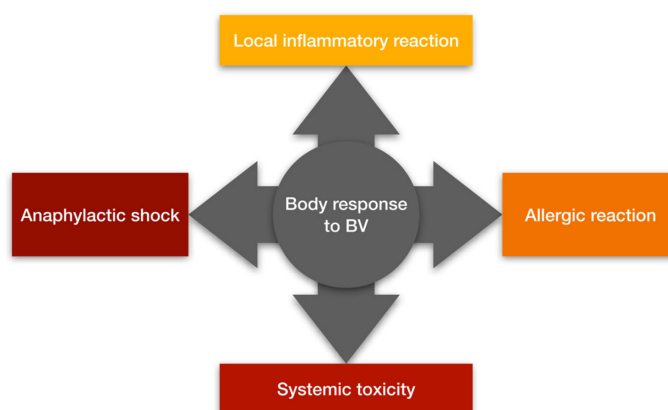 Local inflammatory reaction
Anaphylactic shock
Body response
to BV
Allergic reaction
Systemic toxicity